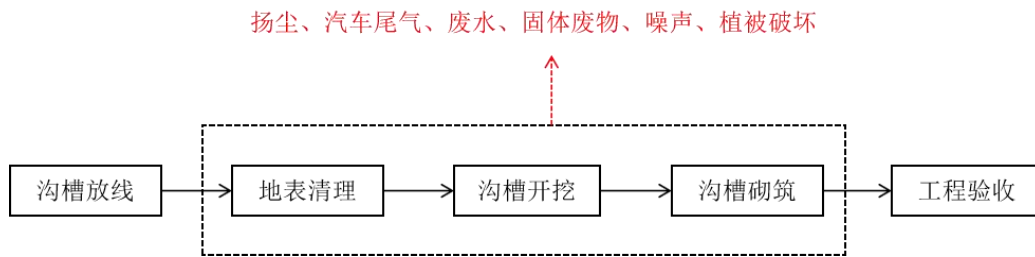 扬尘、汽车尾气、废水、固体废物、噪声、植被破坏
沟槽放线
地表清理
沟槽开挖
沟槽砌筑
工程验收